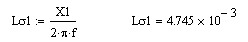 Lσ1 := X1 / 2·π·f    Lσ1 = 4.745 × 10^-3